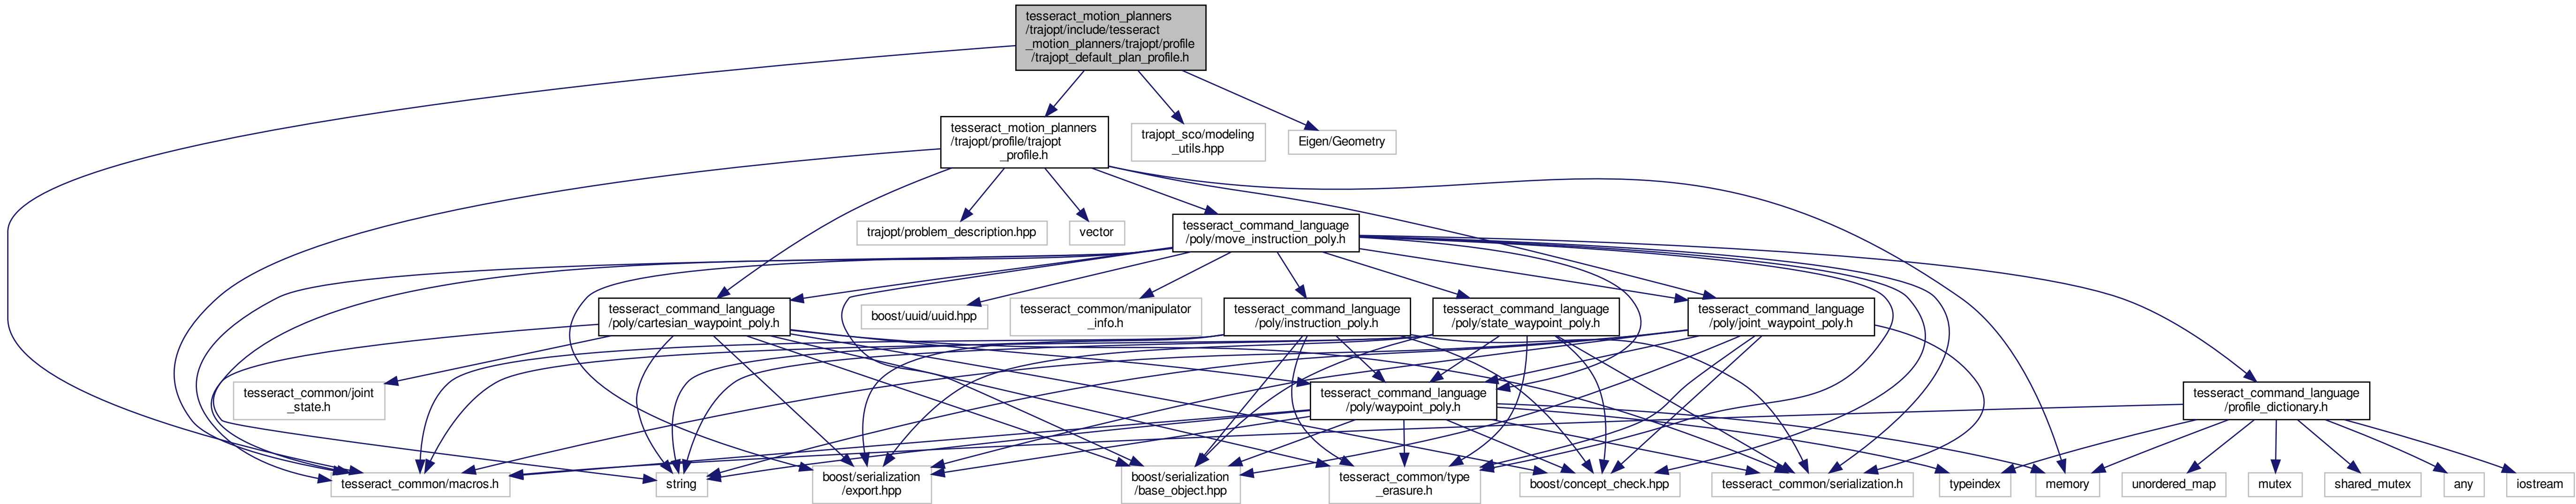 tesseract_motion_planners
/trajopt/include/tesseract
_motion_planners/trajopt/profile
/trajopt_default_plan_profile.h
tesseract_motion_planners
/trajopt/profile/trajopt
_profile.h
trajopt_sco/modeling
_utils.hpp
Eigen/Geometry
trajopt/problem_description.hpp
vector
tesseract_command_language
/poly/move_instruction_poly.h
tesseract_command_language
/poly/cartesian_waypoint_poly.h
boost/uuid/uuid.hpp
tesseract_common/manipulator
_info.h
tesseract_command_language
/poly/instruction_poly.h
tesseract_command_language
/poly/state_waypoint_poly.h
tesseract_command_language
/poly/joint_waypoint_poly.h
tesseract_common/joint
_state.h
tesseract_command_language
/poly/waypoint_poly.h
tesseract_command_language
/profile_dictionary.h
tesseract_common/macros.h
string
boost/serialization
/export.hpp
boost/serialization
/base_object.hpp
tesseract_common/type
_erasure.h
boost/concept_check.hpp
tesseract_common/serialization.h
typeindex
memory
unordered_map
mutex
shared_mutex
any
iostream